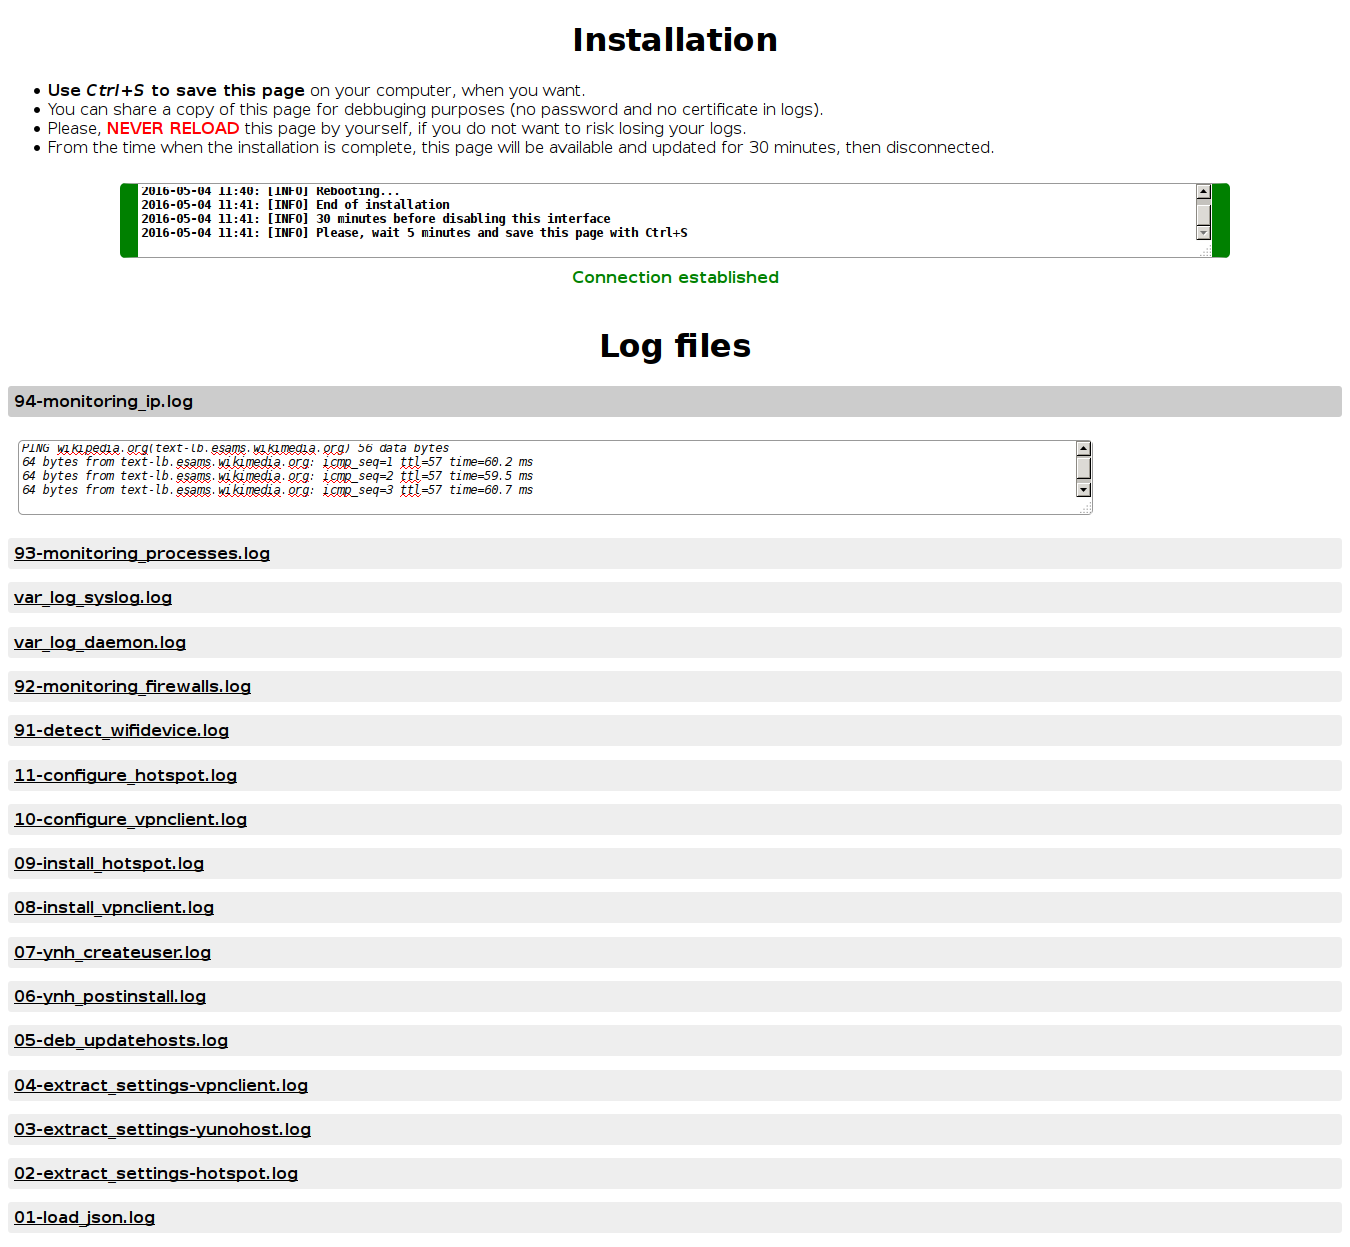 Installation
• Use Ctrl+S to save this page on your computer, when you want.
• You can share a copy of this page for debbuging purposes (no password and no certificate in logs).
• Please, NEVER RELOAD this page by yourself, if you do not want to risk losing your logs.
• From the time when the installation is complete, this page will be available and updated for 30 minutes, then disconnected.
2016-05-04 11:40: [INFO] Rebooting...
2016-05-04 11:41: [INFO] End of installation
2016-05-04 11:41: [INFO] 30 minutes before disabling this interface
2016-05-04 11:41: [INFO] Please, wait 5 minutes and save this page with Ctrl+S
Connection established
Log files
94-monitoring_ip.log
PING wikipedia.org(text-lb.esams.wikimedia.org) 56 data bytes
64 bytes from text-lb.esams.wikimedia.org: icmp_seq=1 ttl=57 time=60.2 ms
64 bytes from text-lb.esams.wikimedia.org: icmp_seq=2 ttl=57 time=59.5 ms
64 bytes from text-lb.esams.wikimedia.org: icmp_seq=3 ttl=57 time=60.7 ms
93-monitoring_processes.log
var_log_syslog.log
var_log_daemon.log
92-monitoring_firewalls.log
91-detect_wifidevice.log
11-configure_hotspot.log
10-configure_vpnclient.log
09-install_hotspot.log
08-install_vpnclient.log
07-ynh_createuser.log
06-ynh_postinstall.log
05-deb_updatehosts.log
04-extract_settings-vpnclient.log
03-extract_settings-yunohost.log
02-extract_settings-hotspot.log
01-load_json.log